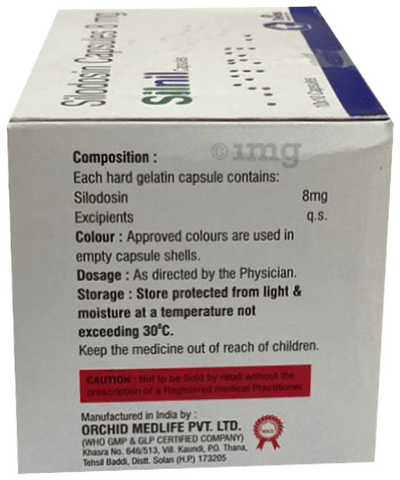 Silodosin Capsules 8 mg
Silnil
Capsules
10x10 Capsules
©1mg
Composition :
Each hard gelatin capsule contains:
Silodosin 8mg
Excipients q.s.
Colour : Approved colours are used in
empty capsule shells.
Dosage : As directed by the Physician.
Storage : Store protected from light &
moisture at a temperature not
exceeding 30°C.
Keep the medicine out of reach of children.
CAUTION : Not to be Sold by retail without the
prescription of a Registered medical Practitioner.
Manufactured in India by :
ORCHID MEDLIFE PVT. LTD.
(WHO GMP & GLP CERTIFIED COMPANY)
Khasra No. 646/513, Vill. Kaundi, P.O. Thana,
Tehsil Baddi, Distt. Solan (H.P.) 173205